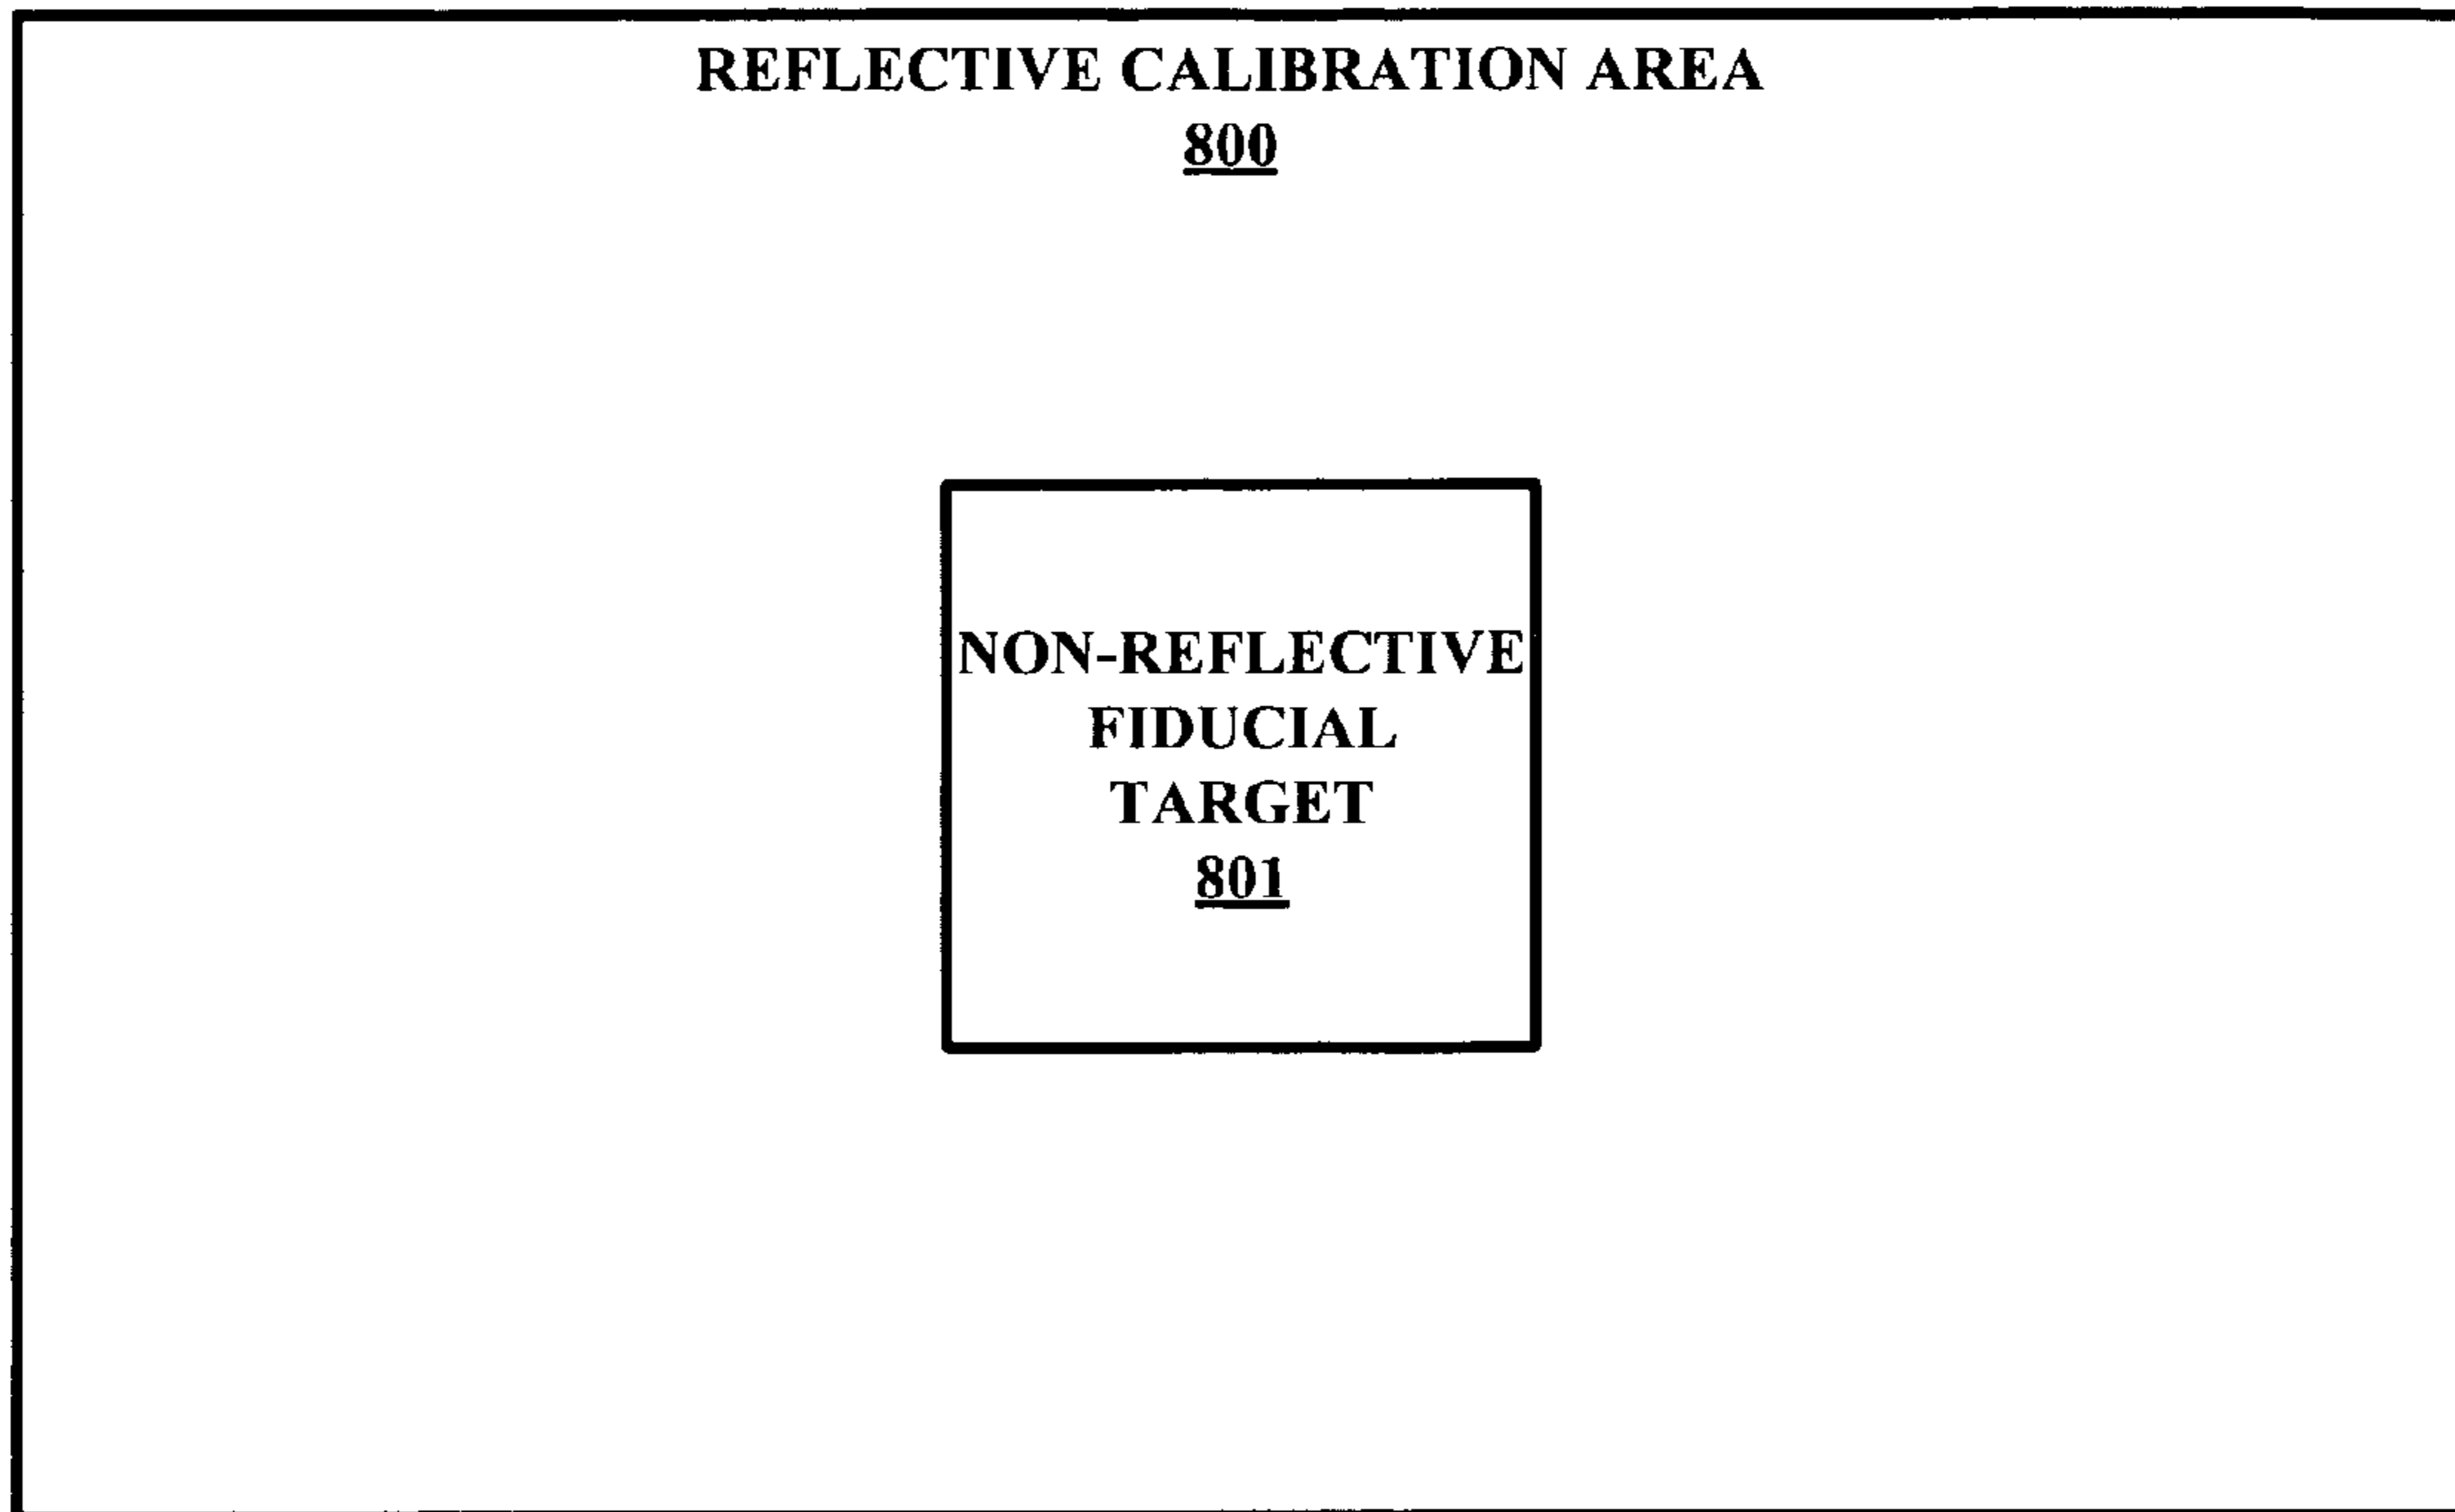 REFLECTIVE CALIBRATION AREA
800
NON-REFLECTIVE
FIDUCIAL
TARGET
801